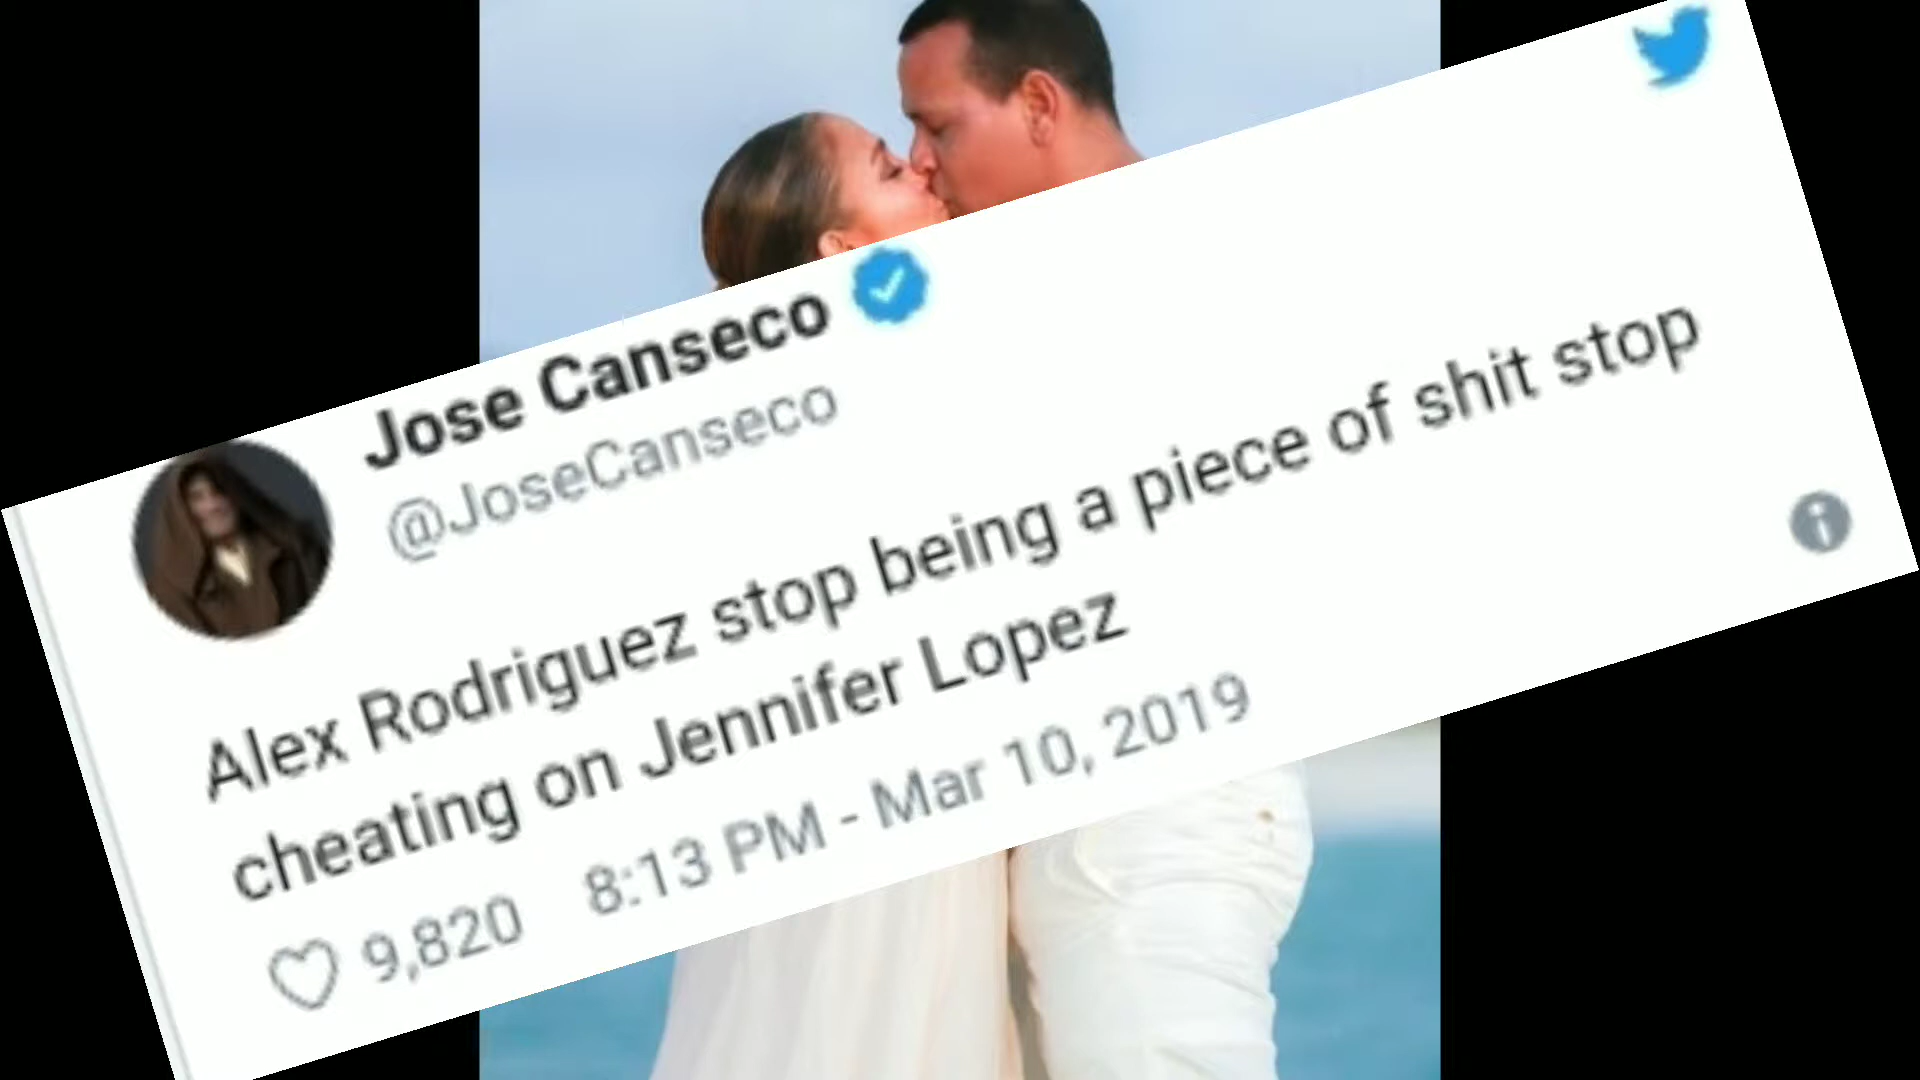 Jose Canseco
@JoseCanseco
Alex Rodriguez stop being a piece of shit stop
cheating on Jennifer Lopez
9,820 8:13 PM - Mar 10, 2019